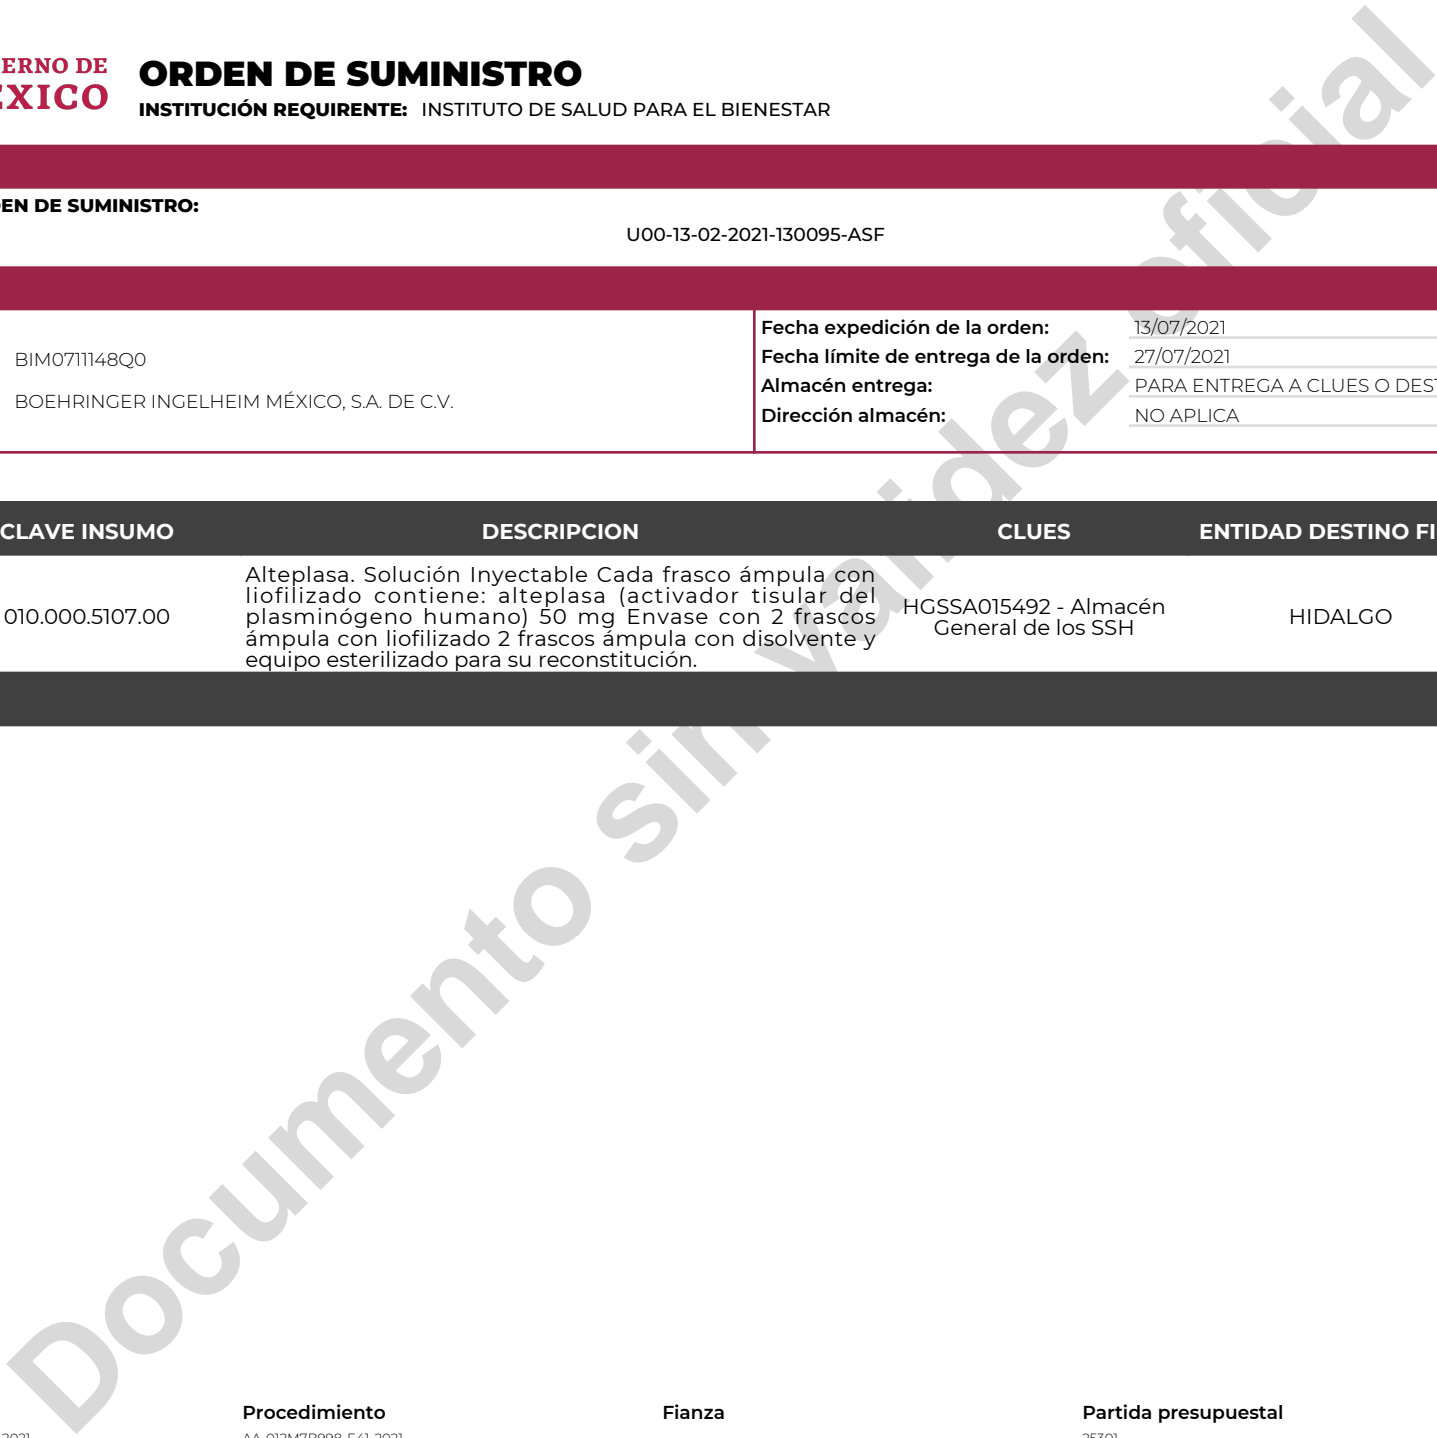 ERNO DE
ÉXICO
ORDEN DE SUMINISTRO
INSTITUCIÓN REQUIRENTE: INSTITUTO DE SALUD PARA EL BIENESTAR
EN DE SUMINISTRO:
U00-13-02-2021-130095-ASF
BIM0711148Q0
BOEHRINGER INGELHEIM MÉXICO, S.A. DE C.V.
Fecha expedición de la orden: 13/07/2021
Fecha límite de entrega de la orden: 27/07/2021
Almacén entrega: PARA ENTREGA A CLUES O DEST
Dirección almacén: NO APLICA
CLAVE INSUMO DESCRIPCION CLUES ENTIDAD DESTINO FI
010.000.5107.00
Alteplasa. Solución Inyectable Cada frasco ámpula con
liofilizado contiene: alteplasa (activador tisular del
plasminógeno humano) 50 mg Envase con 2 frascos
ámpula con liofilizado 2 frascos ámpula con disolvente y
equipo esterilizado para su reconstitución.
HGSSA015492 - Almacén
General de los SSH
HIDALGO
Documento sin validez oficial
Procedimiento Fianza Partida presupuestal